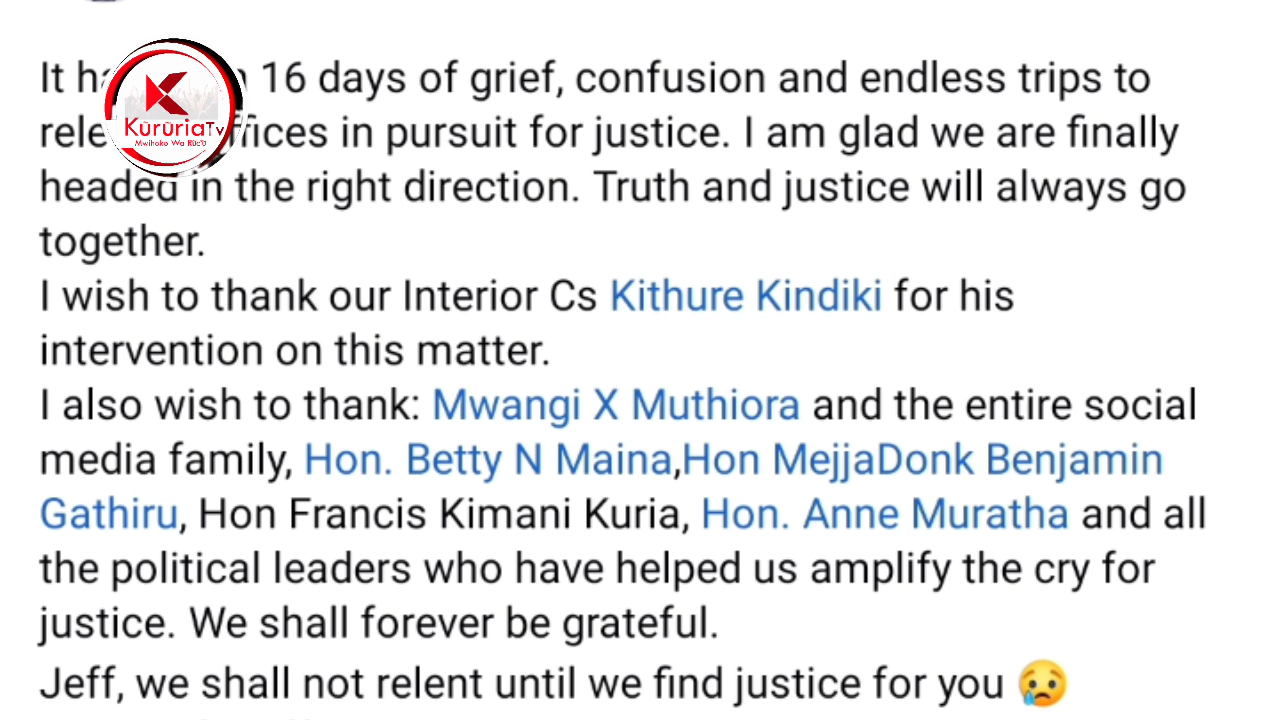 It 16 days of grief, confusion and endless trips to
in pursuit for justice. I am glad we are finally
headed in the right direction. Truth and justice will always go
together.
I wish to thank our Interior Cs Kithure Kindiki for his
intervention on this matter.
I also wish to thank: Mwangi X Muthiora and the entire social
media family, Hon. Betty N Maina,Hon MejjaDonk Benjamin
Gathiru, Hon Francis Kimani Kuria, Hon. Anne Muratha and all
the political leaders who have helped us amplify the cry for
justice. We shall forever be grateful.
Jeff, we shall not relent until we find justice for you 😢
KūrūriaTv
Mwihoko Wa Rūc'ū